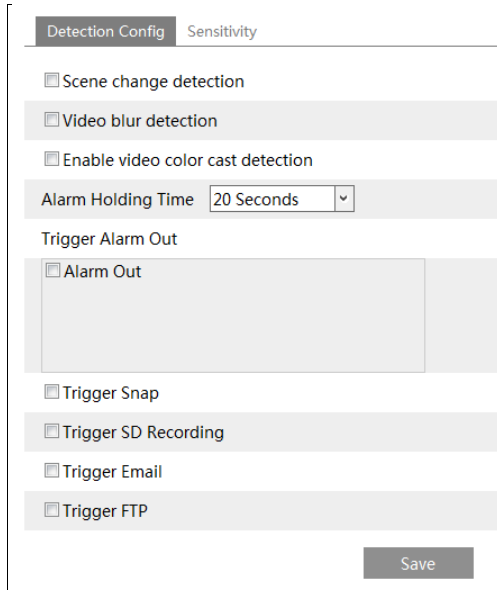 Detection Config Sensitivity
Scene change detection
Video blur detection
Enable video color cast detection
Alarm Holding Time 20 Seconds
Trigger Alarm Out
Alarm Out
Trigger Snap
Trigger SD Recording
Trigger Email
Trigger FTP
Save